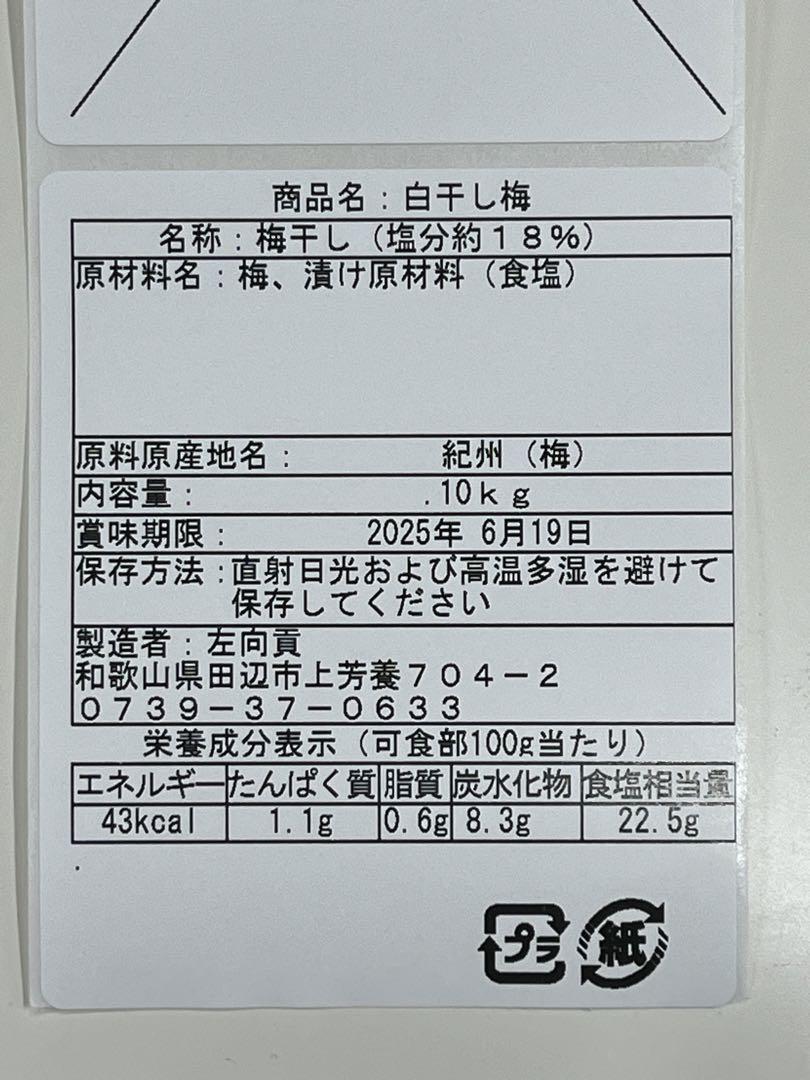 商品名：白干し梅
名称：梅干し（塩分約１８％）
原材料名：梅、漬け原材料（食塩）
原料原産地名： 紀州（梅）
内容量： .10ｋｇ
賞味期限： 2025年 6月19日
保存方法：直射日光および高温多湿を避けて
保存してください
製造者：左向貢
和歌山県田辺市上芳養７０４－２
０７３９－３７－０６３３
栄養成分表示（可食部100g当たり）
エネルギー たんぱく質 脂質 炭水化物 食塩相当量
43kcal 1.1g 0.6g 8.3g 22.5g
プラ 紙